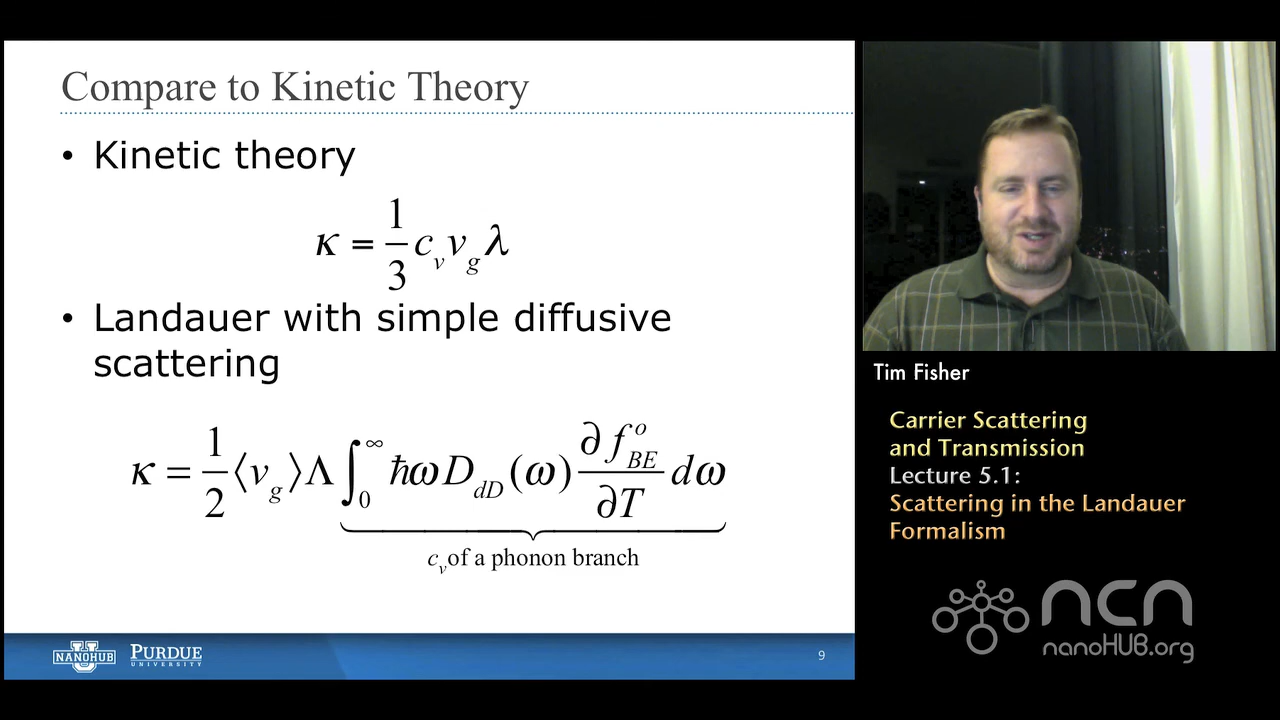 Compare to Kinetic Theory
• Kinetic theory
κ = 1/3 c_v v_g λ
• Landauer with simple diffusive
scattering
κ = 1/2 ⟨v_g⟩ Λ ∫_0^∞ ħω D_dD (ω) ∂f_BE^o/∂T dω
c_v of a phonon branch
NANOHUB U PURDUE UNIVERSITY 9
Tim Fisher
Carrier Scattering
and Transmission
Lecture 5.1:
Scattering in the Landauer
Formalism
ncn
nanoHUB.org